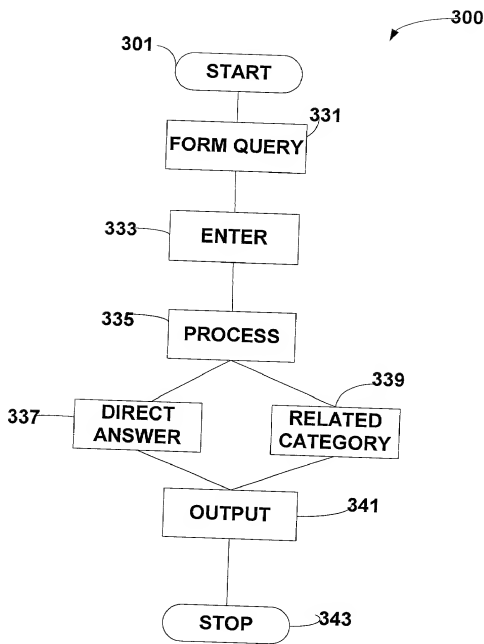 300
301
START
331
FORM QUERY
333
ENTER
335
PROCESS
339
337
DIRECT
ANSWER
RELATED
CATEGORY
OUTPUT
341
STOP
343